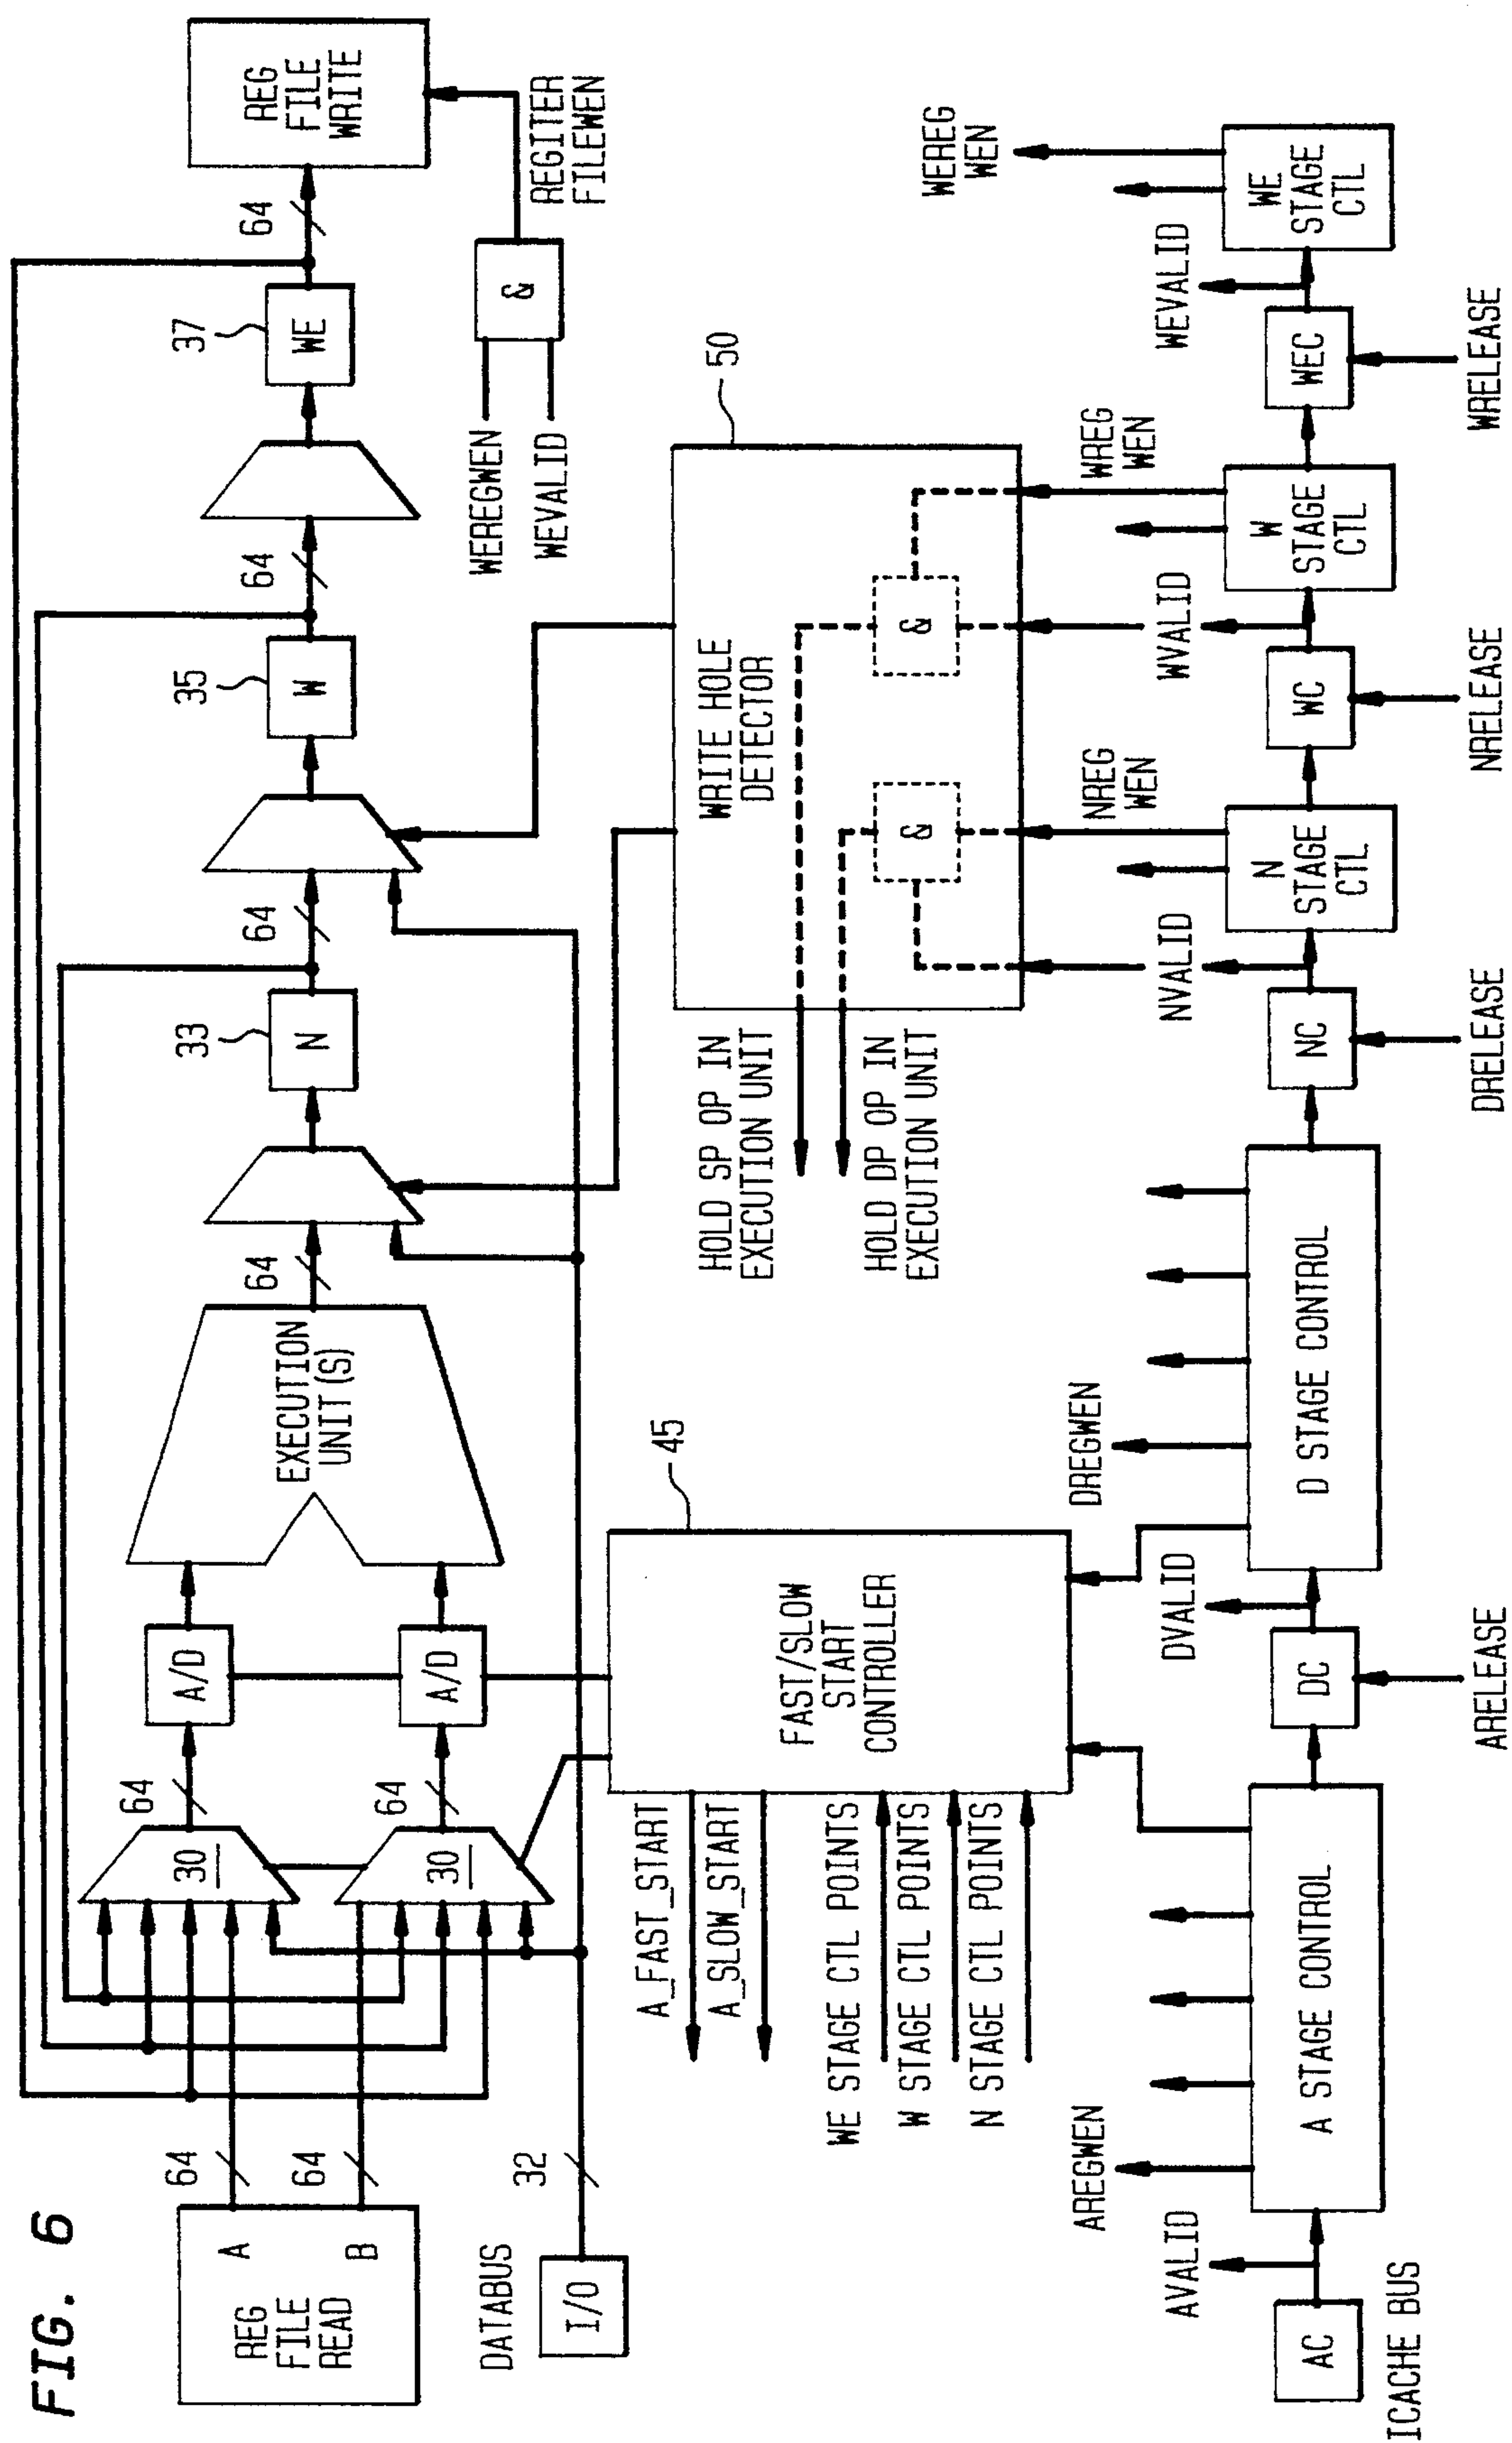 FIG. 6
REG
FILE
READ
A
B
64
64
DATABUS
I/O
32
30
30
64
64
A/D
A/D
EXECUTION
UNIT(S)
64
33
N
64
35
W
64
37
WE
64
REG
FILE
WRITE
WEREGWEN
WEVALID
&
REGITER
FILEWEN
A_FAST_START
A_SLOW_START
WE STAGE CTL POINTS
W STAGE CTL POINTS
N STAGE CTL POINTS
FAST/SLOW
START
CONTROLLER
45
HOLD SP OP IN
EXECUTION UNIT
HOLD DP OP IN
EXECUTION UNIT
WRITE HOLE
DETECTOR
&
&
50
ICACHE BUS
AC
AVALID
AREGWEN
A STAGE CONTROL
DC
ARELEASE
DVALID
DREGWEN
D STAGE CONTROL
NC
DRELEASE
NVALID
N
STAGE
CTL
NREG
WEN
WC
NRELEASE
WVALID
W
STAGE
CTL
WREG
WEN
WEC
WRELEASE
WEVALID
WE
STAGE
CTL
WEREG
WEN